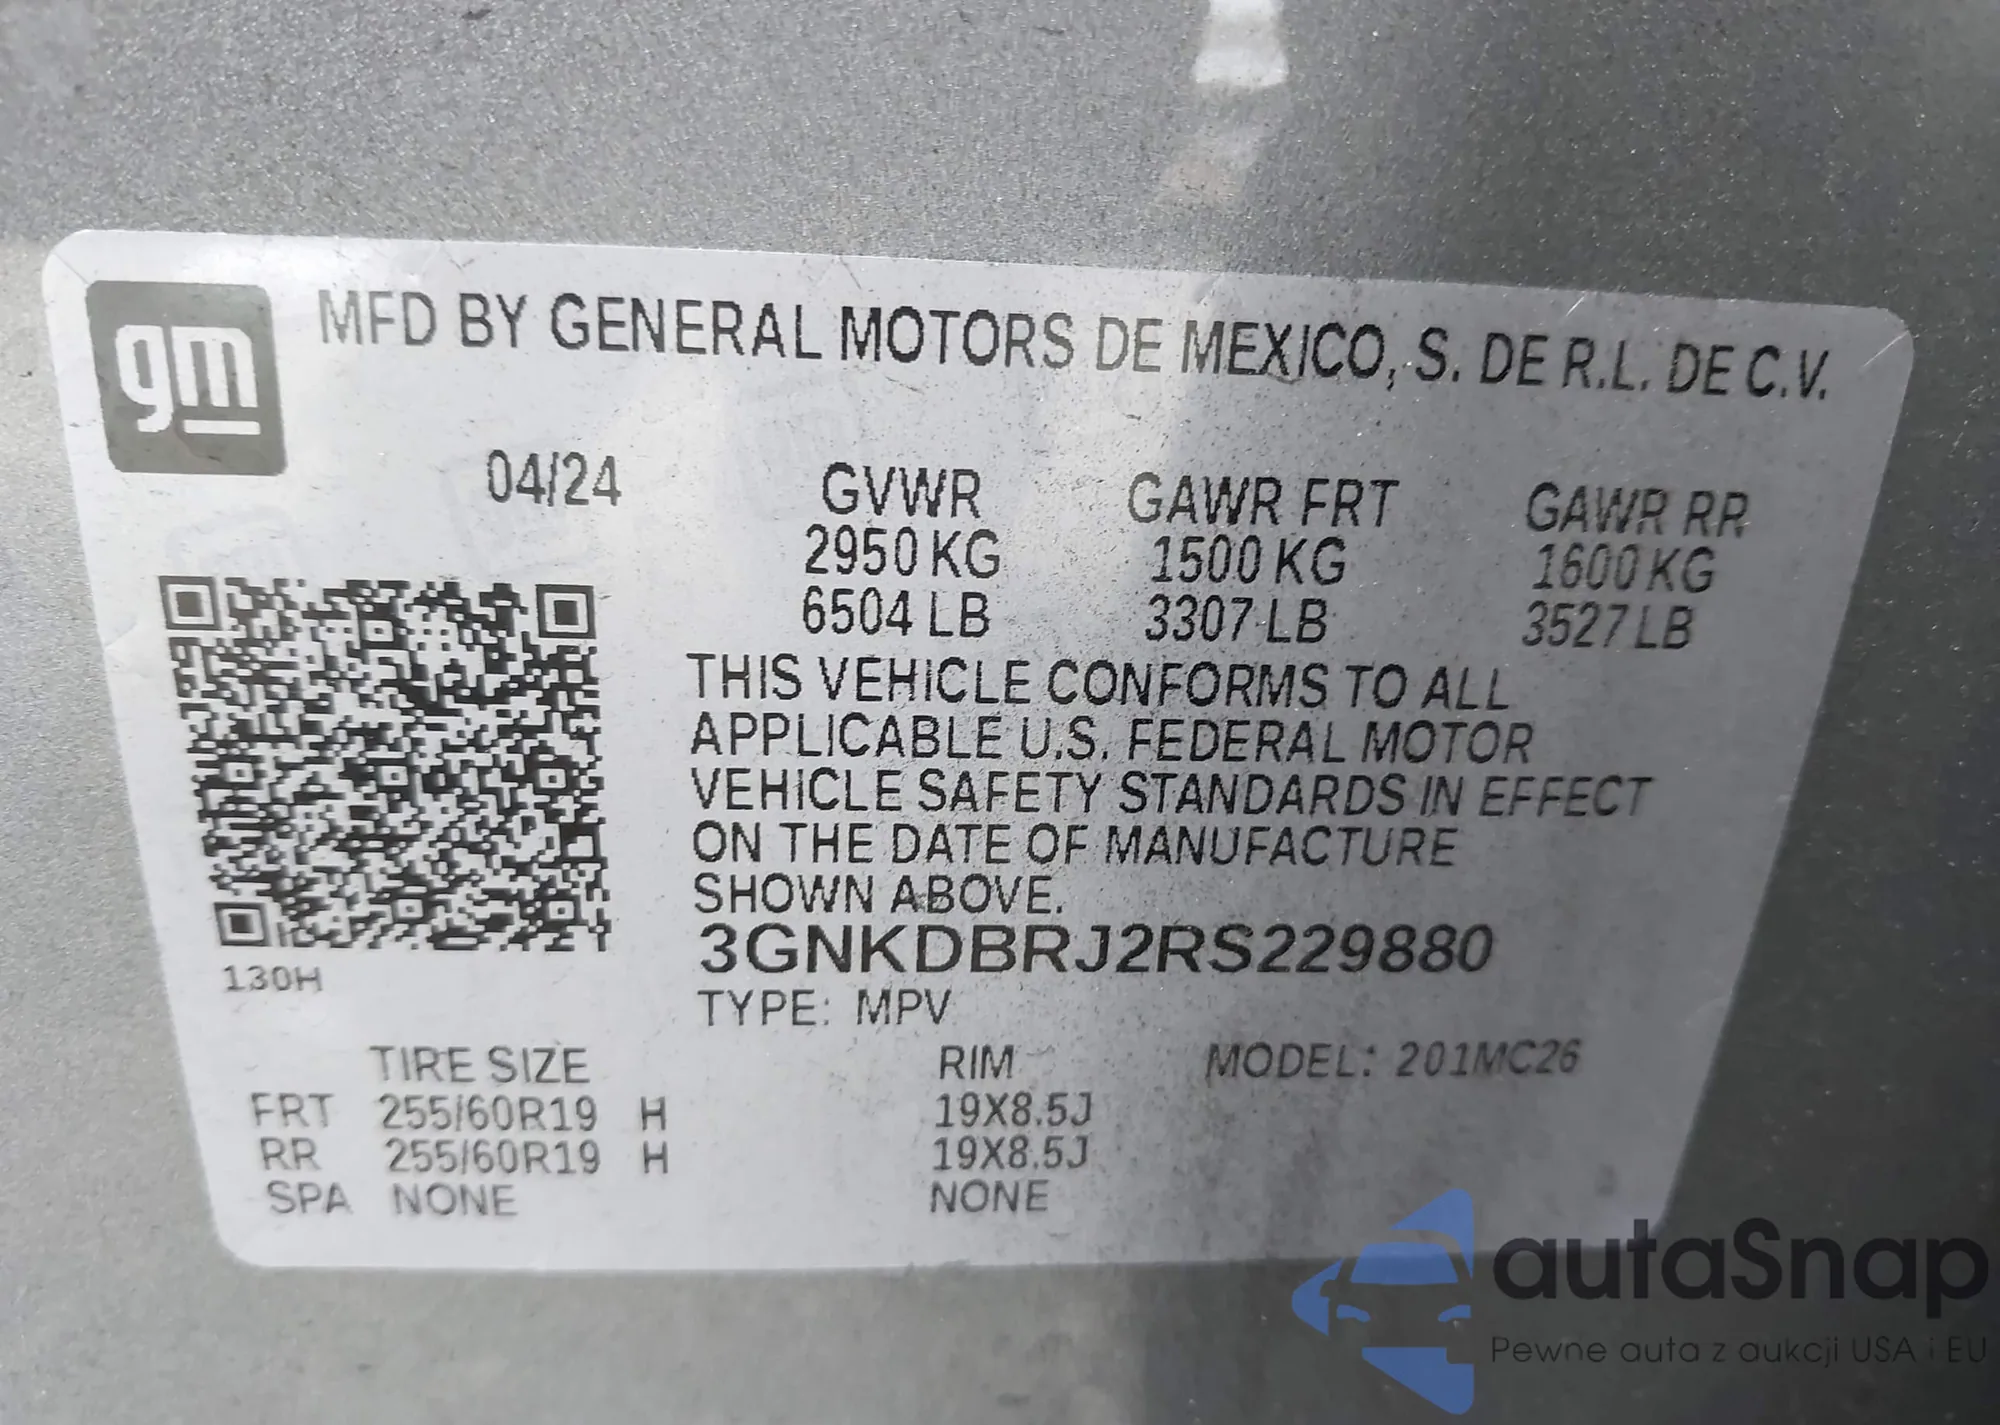 gm
MFD BY GENERAL MOTORS DE MEXICO, S. DE R.L. DE C.V.
04/24 GVWR GAWR FRT GAWR RR
2950 KG 1500 KG 1600 KG
6504 LB 3307 LB 3527 LB
THIS VEHICLE CONFORMS TO ALL
APPLICABLE U.S. FEDERAL MOTOR
VEHICLE SAFETY STANDARDS IN EFFECT
ON THE DATE OF MANUFACTURE
SHOWN ABOVE.
3GNKDBRJ2RS229880
130H
TYPE: MPV
TIRE SIZE RIM MODEL: 201MC26
FRT 255/60R19 H 19X8.5J
RR 255/60R19 H 19X8.5J
SPA NONE NONE
autaSnap
Pewne auta z aukcji USA i EU